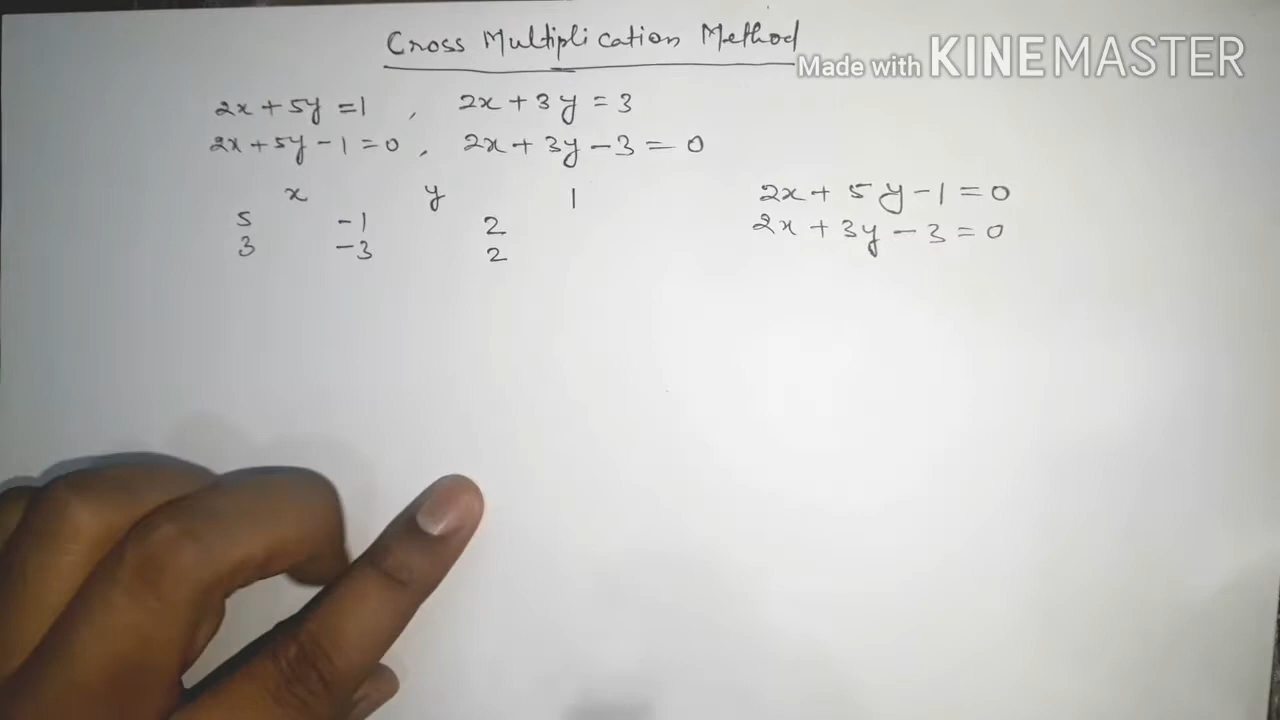 Cross Multiplication Method
Made with KINEMASTER
2x + 5y = 1 , 2x + 3y = 3
2x + 5y - 1 = 0 , 2x + 3y - 3 = 0
x y 1
5 -1 2
3 -3 2
2x + 5y - 1 = 0
2x + 3y - 3 = 0